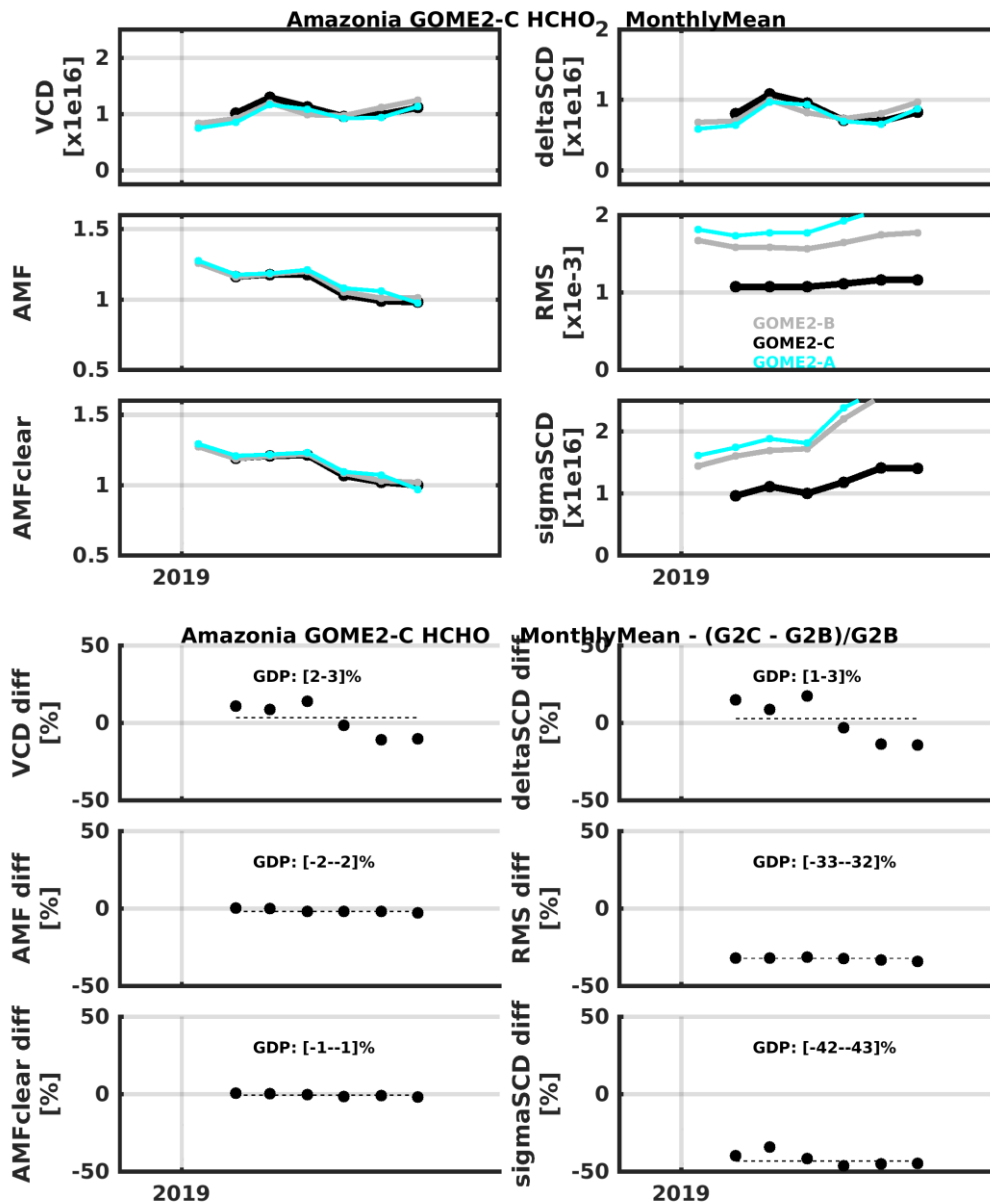 Amazonia GOME2-C HCHO    MonthlyMean
VCD
[x1e16]
2
1
0
deltaSCD
[x1e16]
2
1
0
AMF
1.5
1
0.5
RMS
[x1e-3]
2
1
0
GOME2-B
GOME2-C
GOME2-A
AMFclear
1.5
1
0.5
2019
sigmaSCD
[x1e16]
2
1
0
2019
Amazonia GOME2-C HCHO    MonthlyMean - (G2C - G2B)/G2B
VCD diff
[%]
50
0
-50
GDP: [2-3]%
deltaSCD diff
[%]
50
0
-50
GDP: [1-3]%
AMF diff
[%]
50
0
-50
GDP: [-2--2]%
RMS diff
[%]
50
0
-50
GDP: [-33--32]%
AMFclear diff
[%]
50
0
-50
GDP: [-1--1]%
2019
sigmaSCD diff
[%]
50
0
-50
GDP: [-42--43]%
2019